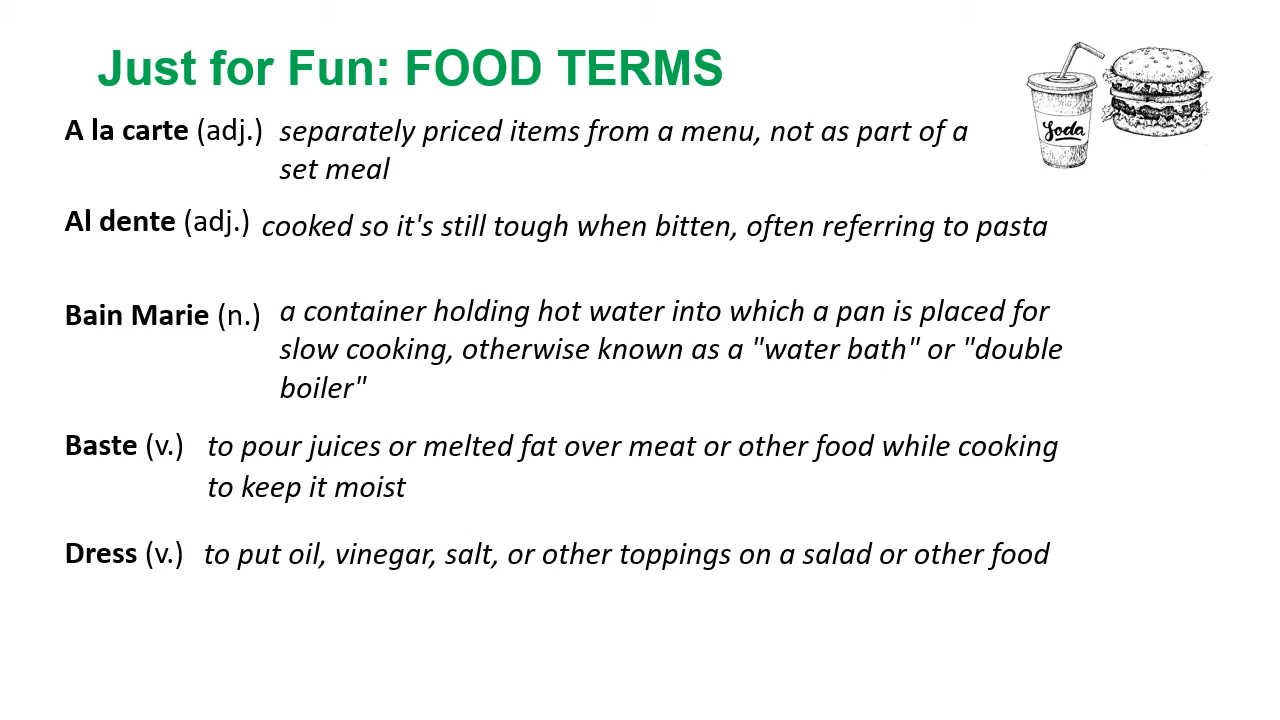 Just for Fun: FOOD TERMS
Soda
A la carte (adj.) separately priced items from a menu, not as part of a
set meal
Al dente (adj.) cooked so it's still tough when bitten, often referring to pasta
Bain Marie (n.) a container holding hot water into which a pan is placed for
slow cooking, otherwise known as a "water bath" or "double
boiler"
Baste (v.) to pour juices or melted fat over meat or other food while cooking
to keep it moist
Dress (v.) to put oil, vinegar, salt, or other toppings on a salad or other food